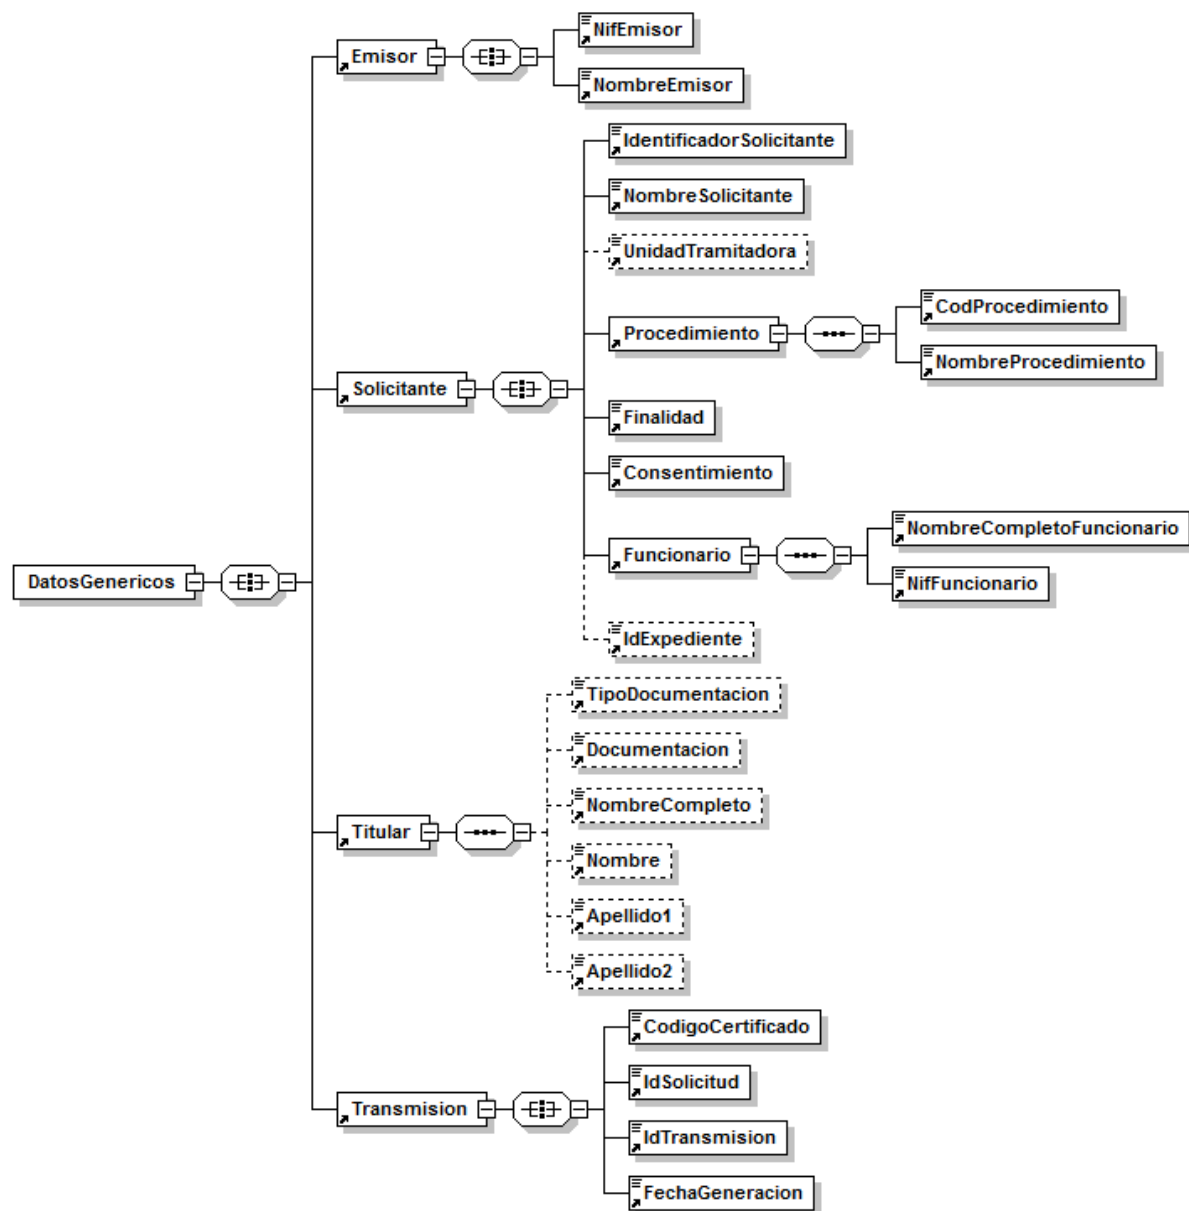 Emisor
NifEmisor
NombreEmisor
IdentificadorSolicitante
NombreSolicitante
UnidadTramitadora
Procedimiento
CodProcedimiento
NombreProcedimiento
Solicitante
Finalidad
Consentimiento
Funcionario
NombreCompletoFuncionario
NifFuncionario
DatosGenericos
IdExpediente
TipoDocumentacion
Documentacion
NombreCompleto
Titular
Nombre
Apellido1
Apellido2
CodigoCertificado
IdSolicitud
Transmision
IdTransmision
FechaGeneracion